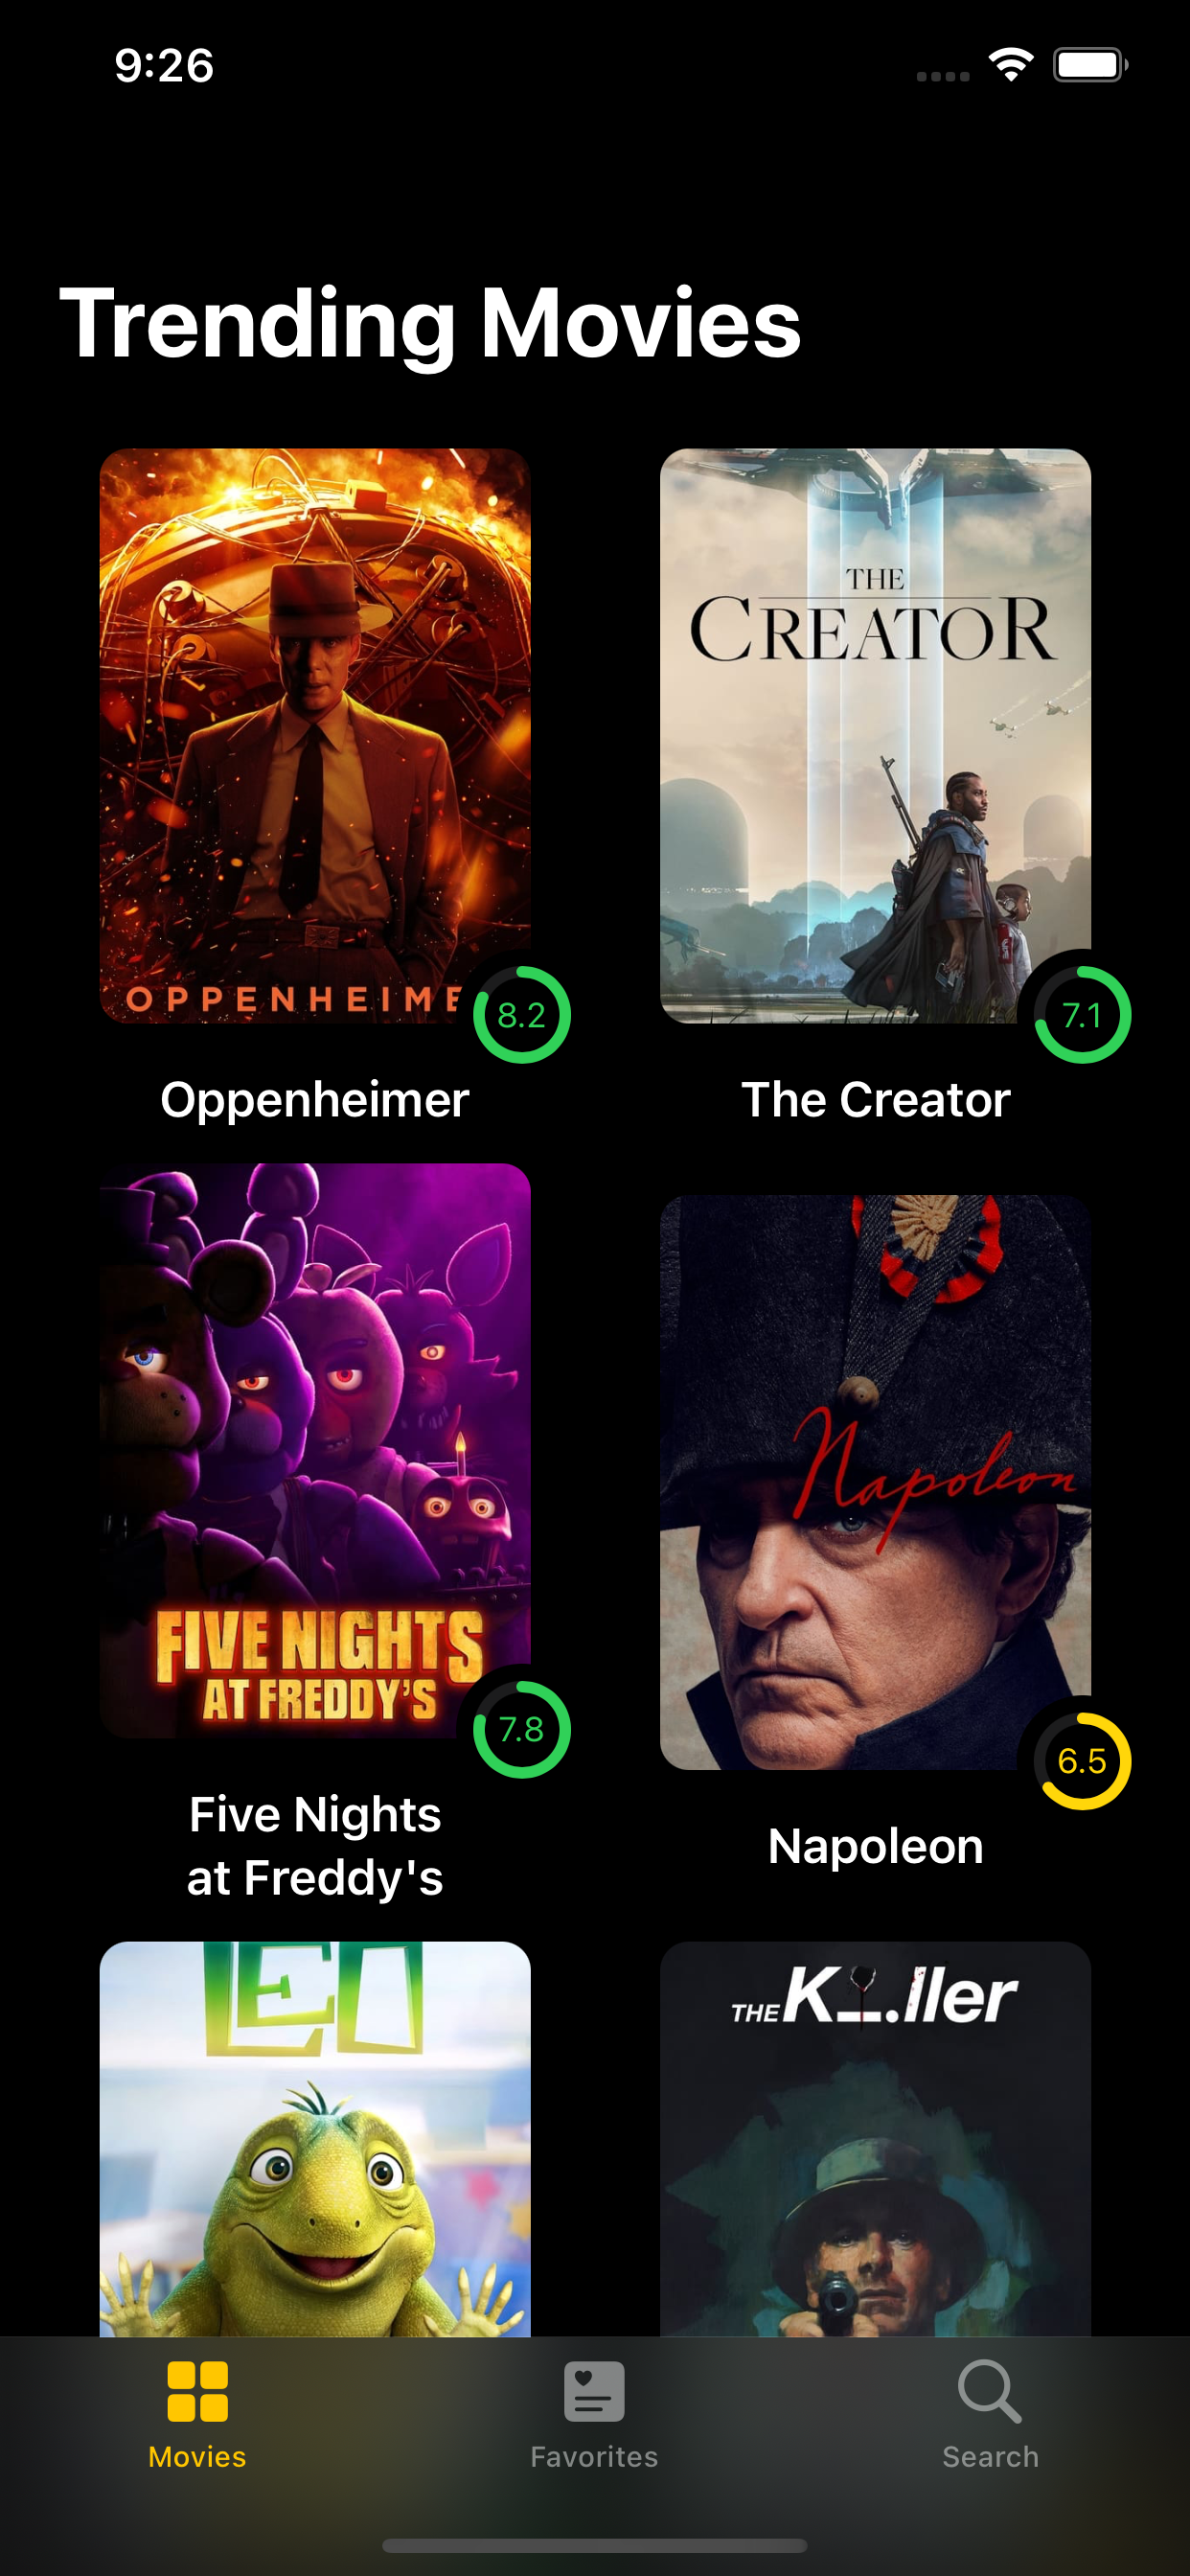 9:26
Trending Movies
OPPENHEIME
8.2
THE
CREATOR
7.1
Oppenheimer
The Creator
FIVE NIGHTS
AT FREDDY'S
7.8
Napoleon
6.5
Five Nights
at Freddy's
Napoleon
LEO
THE K_.ller
Movies
Favorites
Search